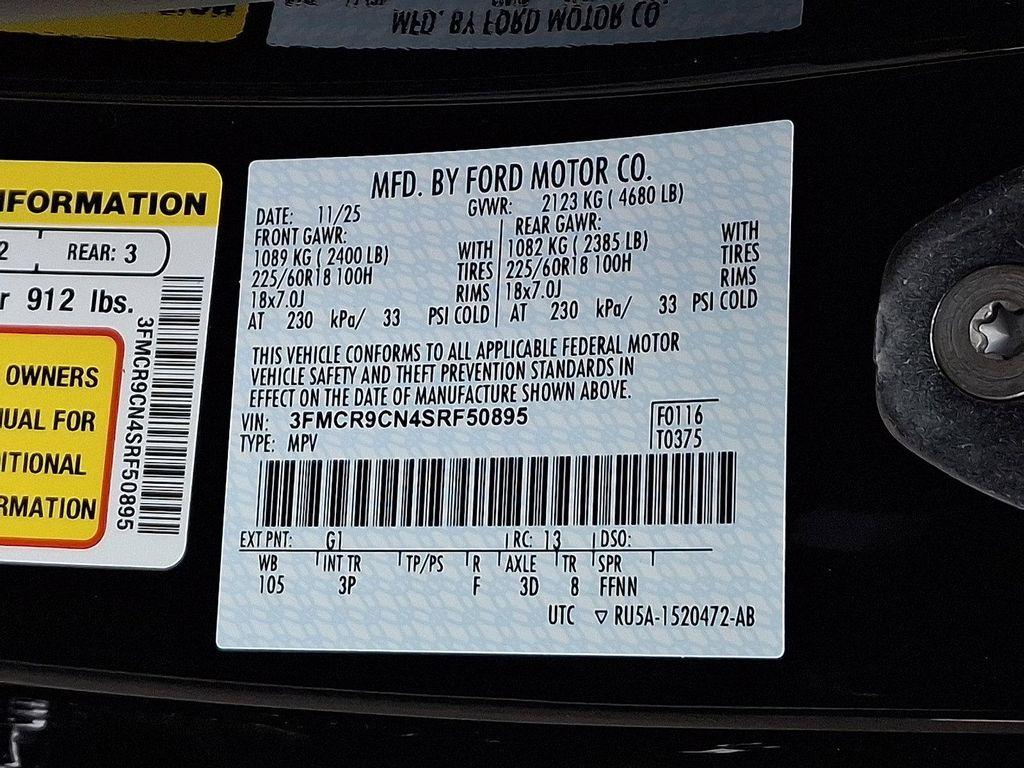 MFD. BY FORD MOTOR CO
INFORMATION
2 REAR: 3
r 912 lbs.
OWNERS
NUAL FOR
DITIONAL
RMATION
3FMCR9CN4SRF50895
MFD. BY FORD MOTOR CO.
DATE: 11/25 GVWR: 2123 KG ( 4680 LB)
FRONT GAWR: REAR GAWR:
1089 KG ( 2400 LB) WITH 1082 KG ( 2385 LB) WITH
225/60R18 100H TIRES 225/60R18 100H TIRES
18x7.0J RIMS 18x7.0J RIMS
AT 230 kPa/ 33 PSI COLD AT 230 kPa/ 33 PSI COLD
THIS VEHICLE CONFORMS TO ALL APPLICABLE FEDERAL MOTOR
VEHICLE SAFETY AND THEFT PREVENTION STANDARDS IN
EFFECT ON THE DATE OF MANUFACTURE SHOWN ABOVE.
VIN: 3FMCR9CN4SRF50895 F0116
TYPE: MPV T0375
EXT PNT: G1 RC: 13 DSO:
WB INT TR TP/PS R AXLE TR SPR
105 3P F 3D 8 FFNN
UTC ▽ RU5A-1520472-AB